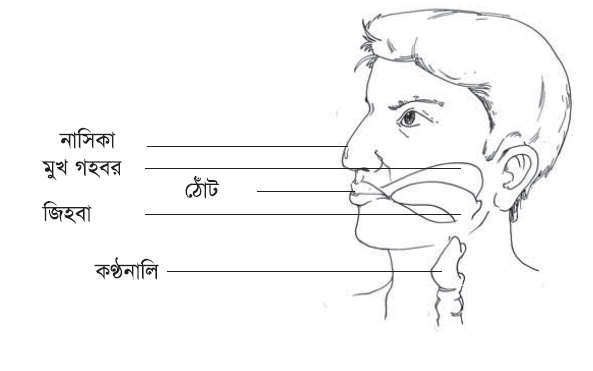 নাসিকা
মুখ গহবর
ঠোঁট
জিহবা
কণ্ঠনালি